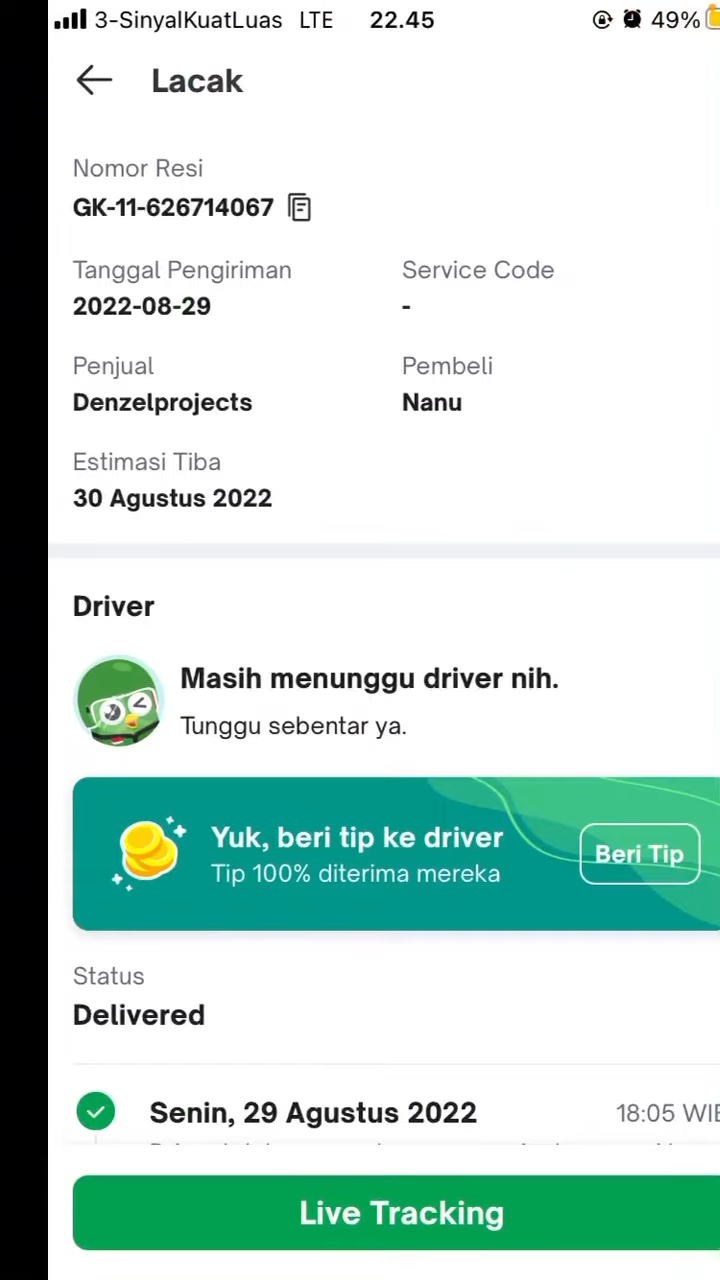 3-SinyalKuatLuas LTE 22.45 49%
Lacak
Nomor Resi
GK-11-626714067
Tanggal Pengiriman Service Code
2022-08-29 -
Penjual Pembeli
Denzelprojects Nanu
Estimasi Tiba
30 Agustus 2022
Driver
Masih menunggu driver nih.
Tunggu sebentar ya.
Yuk, beri tip ke driver
Tip 100% diterima mereka
Beri Tip
Status
Delivered
Senin, 29 Agustus 2022 18:05 WIB
Live Tracking